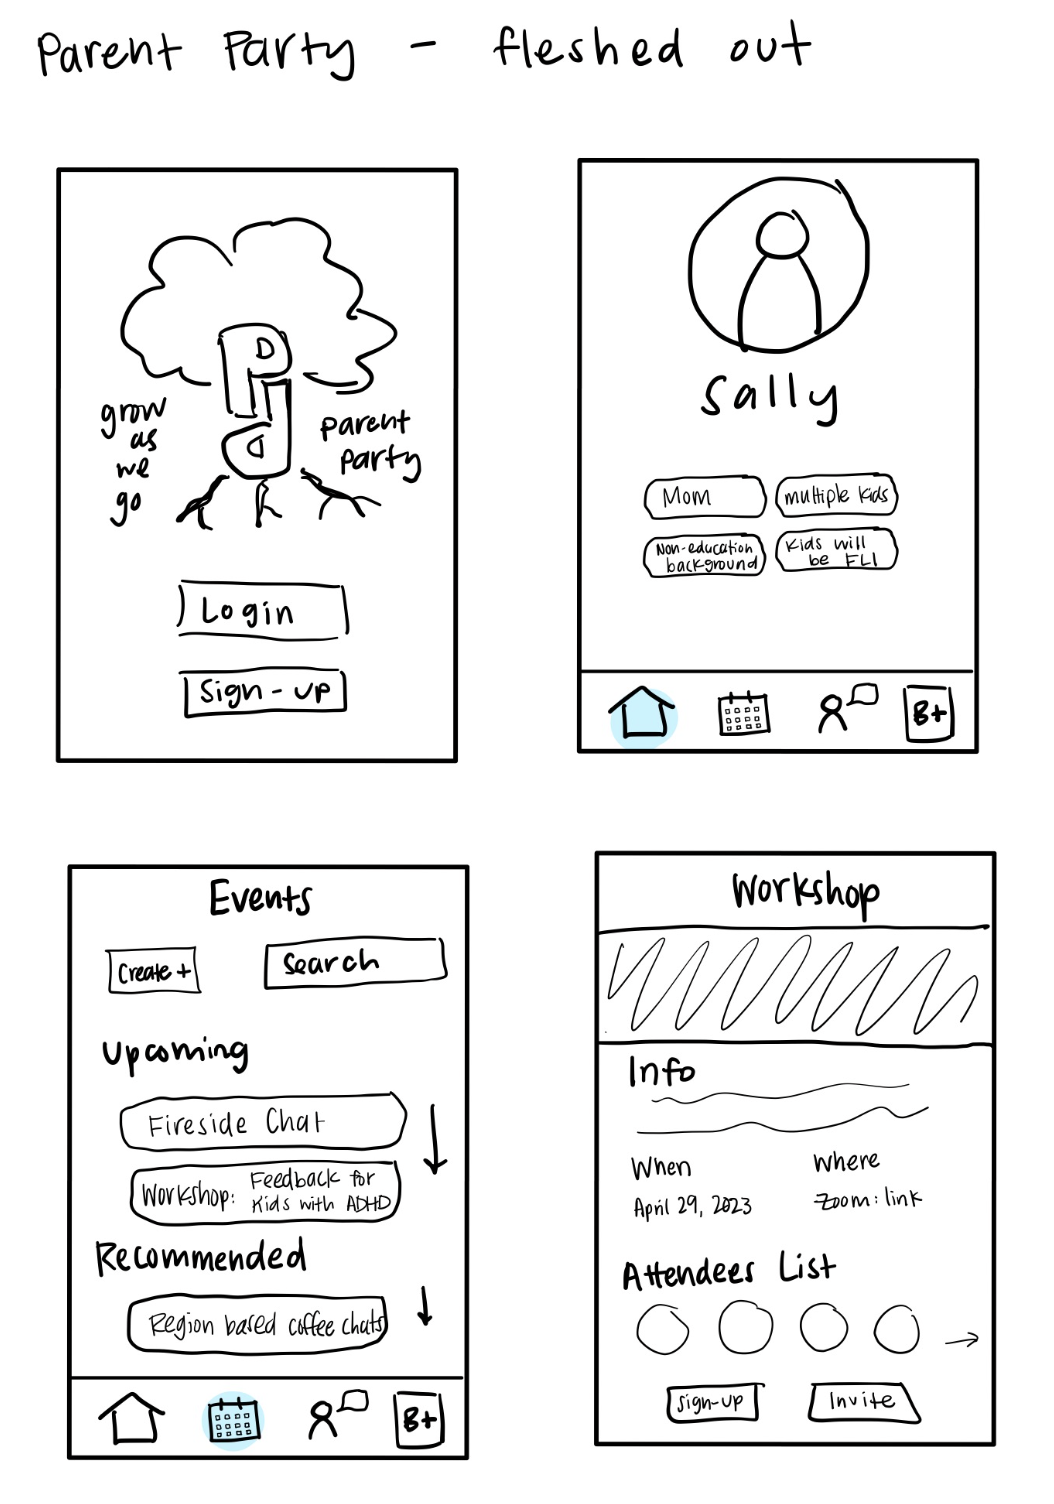 Parent Party - fleshed out
grow
as
we
go
P
d
parent
party
Login
Sign-up
Sally
Mom
multiple kids
Non-education
background
Kids will
be FLI
B+
Events
Create +
Search
Upcoming
Fireside Chat
Workshop: Feedback for
Kids with ADHD
Recommended
Region based coffee chats
B+
Workshop
Info
When
Where
April 29, 2023
Zoom: link
Attendees List
sign-up
Invite